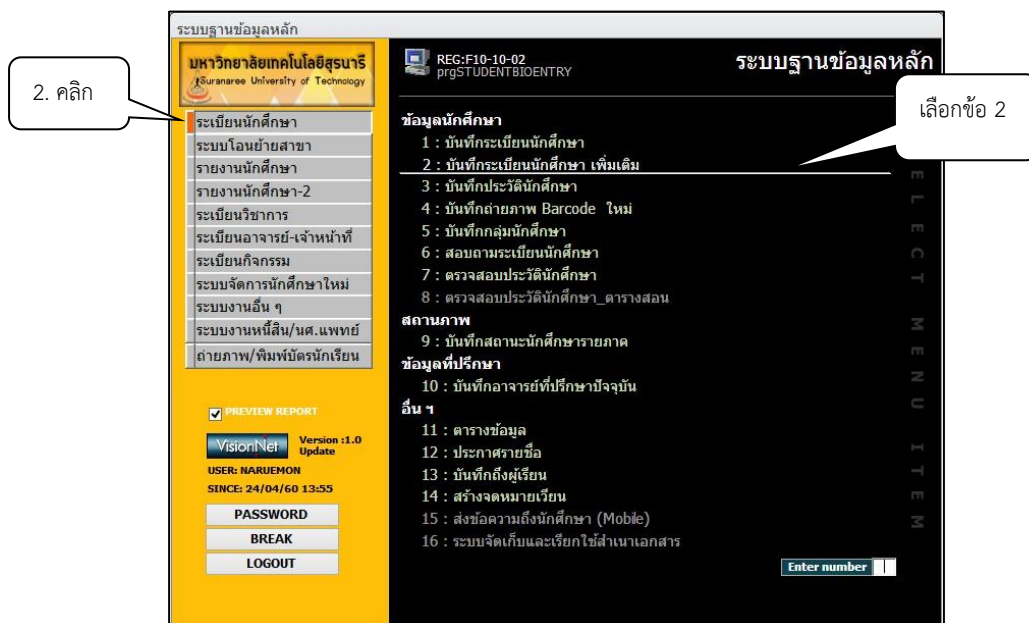 ระบบฐานข้อมูลหลัก
มหาวิทยาลัยเทคโนโลยีสุรนารี
Suranaree University of Technology
REG:F10-10-02
prgSTUDENTBIOENTRY
ระบบฐานข้อมูลหลัก
2. คลิก
เลือกข้อ 2
ระเบียนนักศึกษา
ระบบโอนย้ายสาขา
รายงานนักศึกษา
รายงานนักศึกษา-2
ระเบียนวิชาการ
ระเบียนอาจารย์-เจ้าหน้าที่
ระเบียนกิจกรรม
ระบบจัดการนักศึกษาใหม่
ระบบงานอื่น ๆ
ระบบงานหนี้สิน/นศ.แพทย์
ถ่ายภาพ/พิมพ์บัตรนักเรียน
PREVIEW REPORT
VisionNet
Version :1.0
Update
USER: NARUEMON
SINCE: 24/04/60 13:55
PASSWORD
BREAK
LOGOUT
ข้อมูลนักศึกษา
1 : บันทึกระเบียนนักศึกษา
2 : บันทึกระเบียนนักศึกษา เพิ่มเติม
3 : บันทึกประวัตินักศึกษา
4 : บันทึกถ่ายภาพ Barcode ใหม่
5 : บันทึกกลุ่มนักศึกษา
6 : สอบถามระเบียนนักศึกษา
7 : ตรวจสอบประวัตินักศึกษา
8 : ตรวจสอบประวัตินักศึกษา_ตารางสอน
สถานภาพ
9 : บันทึกสถานะนักศึกษารายภาค
ข้อมูลที่ปรึกษา
10 : บันทึกอาจารย์ที่ปรึกษาปัจจุบัน
อื่น ๆ
11 : ตารางข้อมูล
12 : ประกาศรายชื่อ
13 : บันทึกถึงผู้เรียน
14 : สร้างจดหมายเวียน
15 : ส่งข้อความถึงนักศึกษา (Mobile)
16 : ระบบจัดเก็บและเรียกใช้สำเนาเอกสาร
Enter number
E L E C T M E N U I T E M